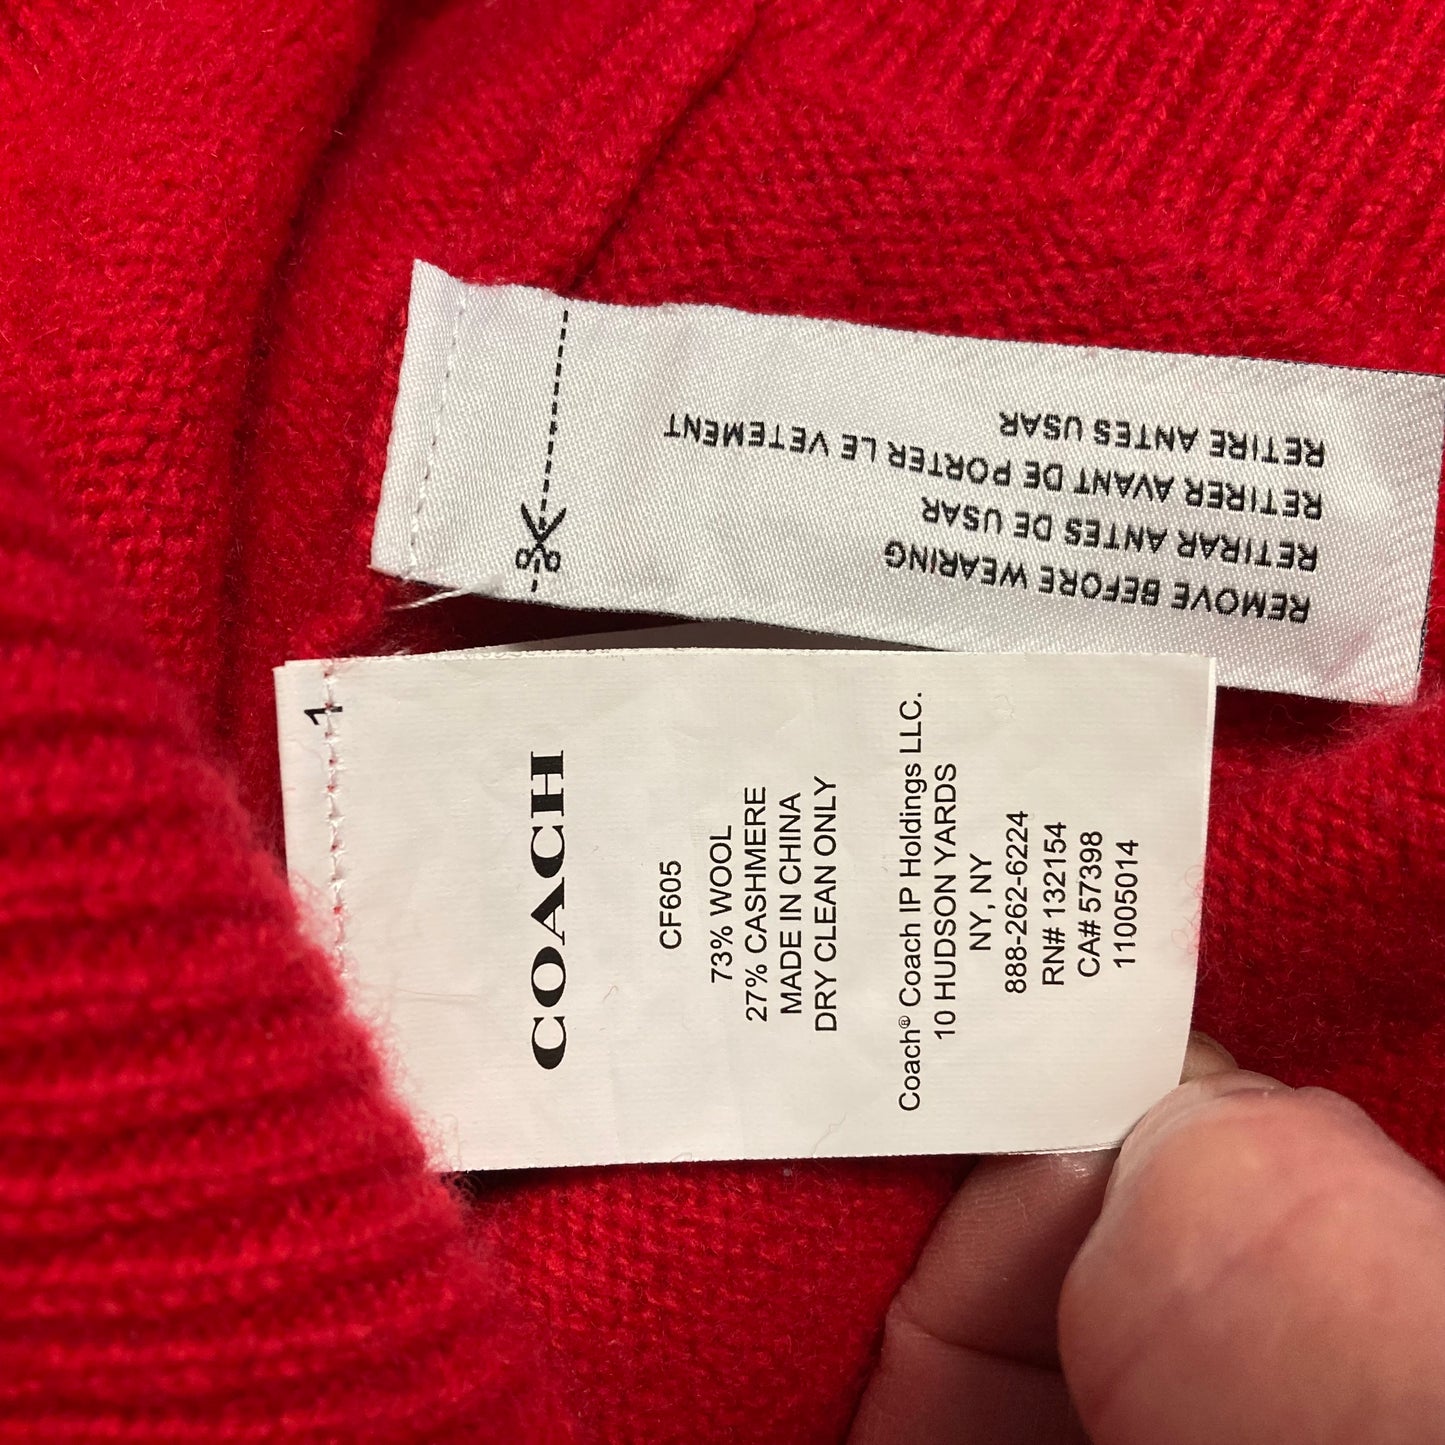 REMOVE BEFORE WEARING
RETIRAR ANTES DE USAR
RETIRER AVANT DE PORTER LE VETEMENT
RETIRE ANTES USAR
1
COACH
CF605
73% WOOL
27% CASHMERE
MADE IN CHINA
DRY CLEAN ONLY
Coach® Coach IP Holdings LLC.
10 HUDSON YARDS
NY, NY
888-262-6224
RN# 132154
CA# 57398
11005014